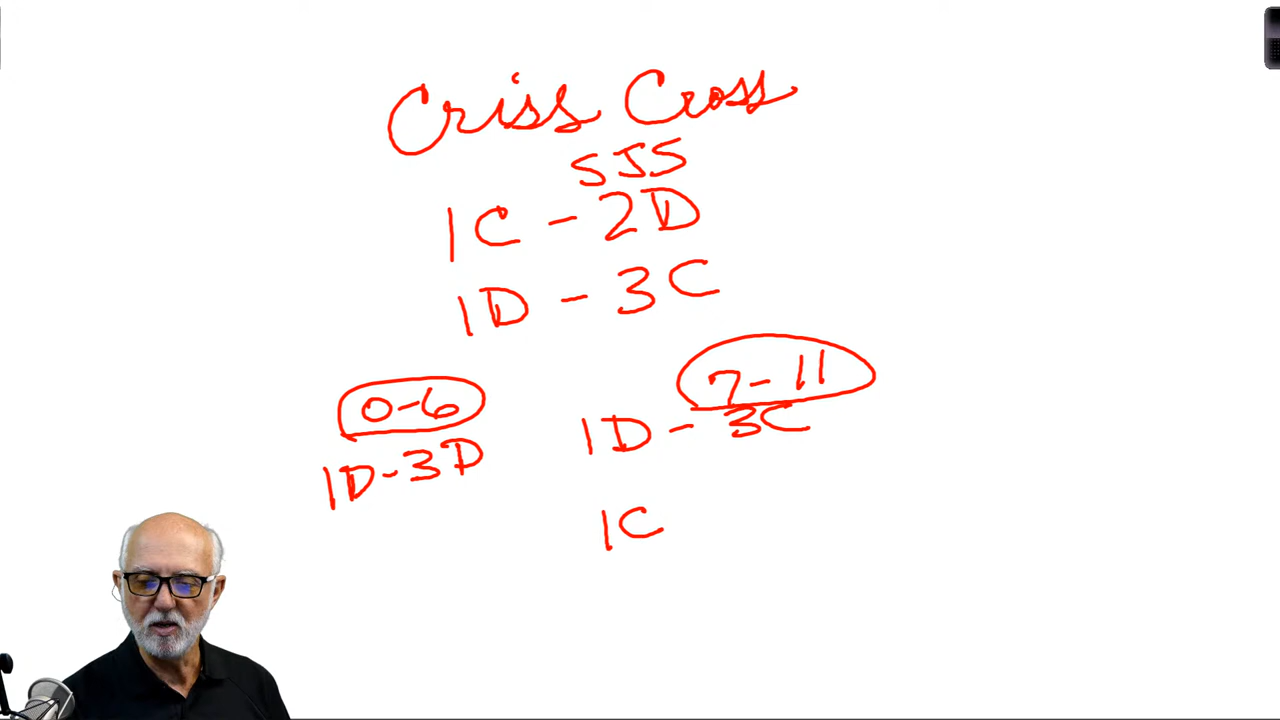 Criss Cross
SJS
1C - 2D
1D - 3C
0-6
1D-3D
7-11
1D - 3C
1C